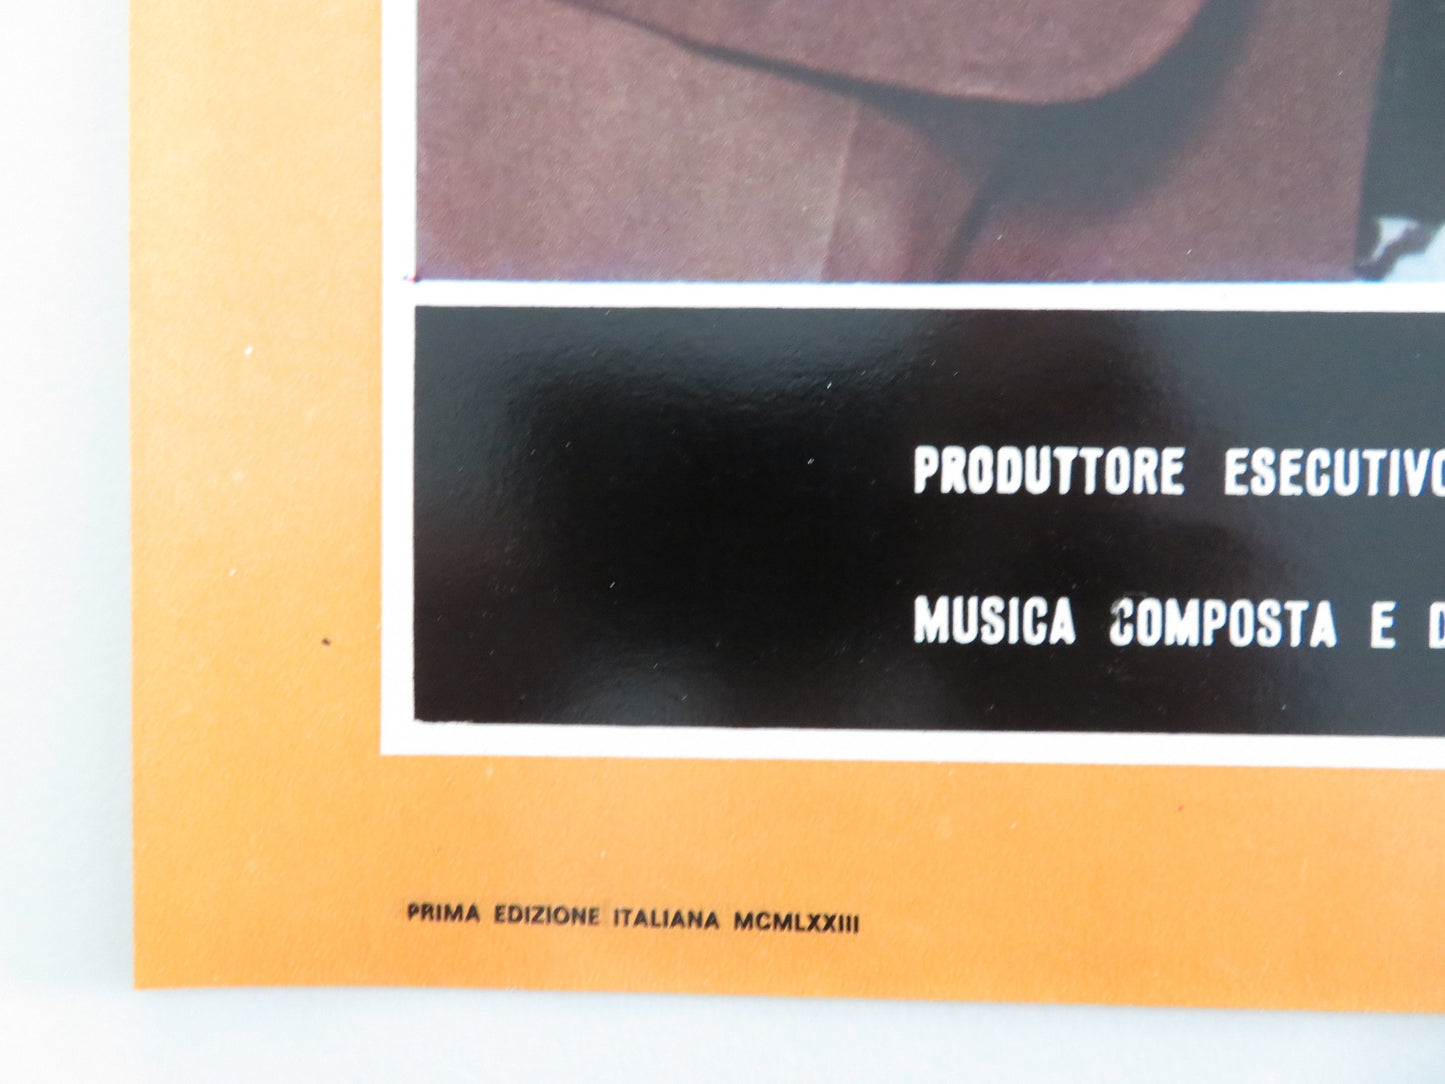 PRODUTTORE ESECUTIVO
MUSICA COMPOSTA E
PRIMA EDIZIONE ITALIANA MCMLXXIII